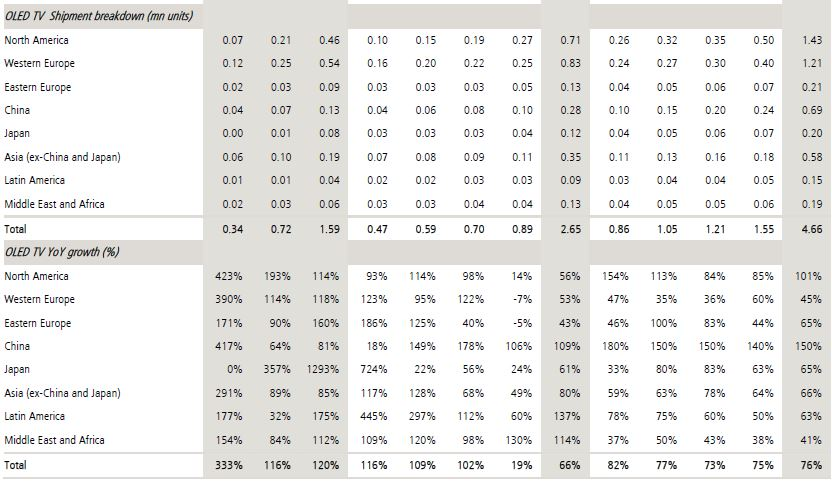 OLED TV Shipment breakdown (mn units)
North America 0.07 0.21 0.46 0.10 0.15 0.19 0.27 0.71 0.26 0.32 0.35 0.50 1.43
Western Europe 0.12 0.25 0.54 0.16 0.20 0.22 0.25 0.83 0.24 0.27 0.30 0.40 1.21
Eastern Europe 0.02 0.03 0.09 0.03 0.03 0.03 0.05 0.13 0.04 0.05 0.06 0.07 0.21
China 0.04 0.07 0.13 0.04 0.06 0.08 0.10 0.28 0.10 0.15 0.20 0.24 0.69
Japan 0.00 0.01 0.08 0.03 0.03 0.03 0.04 0.12 0.04 0.05 0.06 0.07 0.20
Asia (ex-China and Japan) 0.06 0.10 0.19 0.07 0.08 0.09 0.11 0.35 0.11 0.13 0.16 0.18 0.58
Latin America 0.01 0.01 0.04 0.02 0.02 0.03 0.03 0.09 0.03 0.04 0.04 0.05 0.15
Middle East and Africa 0.02 0.03 0.06 0.03 0.03 0.04 0.04 0.13 0.04 0.05 0.05 0.06 0.19
Total 0.34 0.72 1.59 0.47 0.59 0.70 0.89 2.65 0.86 1.05 1.21 1.55 4.66
OLED TV YoY growth (%)
North America 423% 193% 114% 93% 114% 98% 14% 56% 154% 113% 84% 85% 101%
Western Europe 390% 114% 118% 123% 95% 122% -7% 53% 47% 35% 36% 60% 45%
Eastern Europe 171% 90% 160% 186% 125% 40% -5% 43% 46% 100% 83% 44% 65%
China 417% 64% 81% 18% 149% 178% 106% 109% 180% 150% 150% 140% 150%
Japan 0% 357% 1293% 724% 22% 56% 24% 61% 33% 80% 83% 63% 65%
Asia (ex-China and Japan) 291% 89% 85% 117% 128% 68% 49% 80% 59% 63% 78% 64% 66%
Latin America 177% 32% 175% 445% 297% 112% 60% 137% 78% 75% 60% 50% 63%
Middle East and Africa 154% 84% 112% 109% 120% 98% 130% 114% 37% 50% 43% 38% 41%
Total 333% 116% 120% 116% 109% 102% 19% 66% 82% 77% 73% 75% 76%